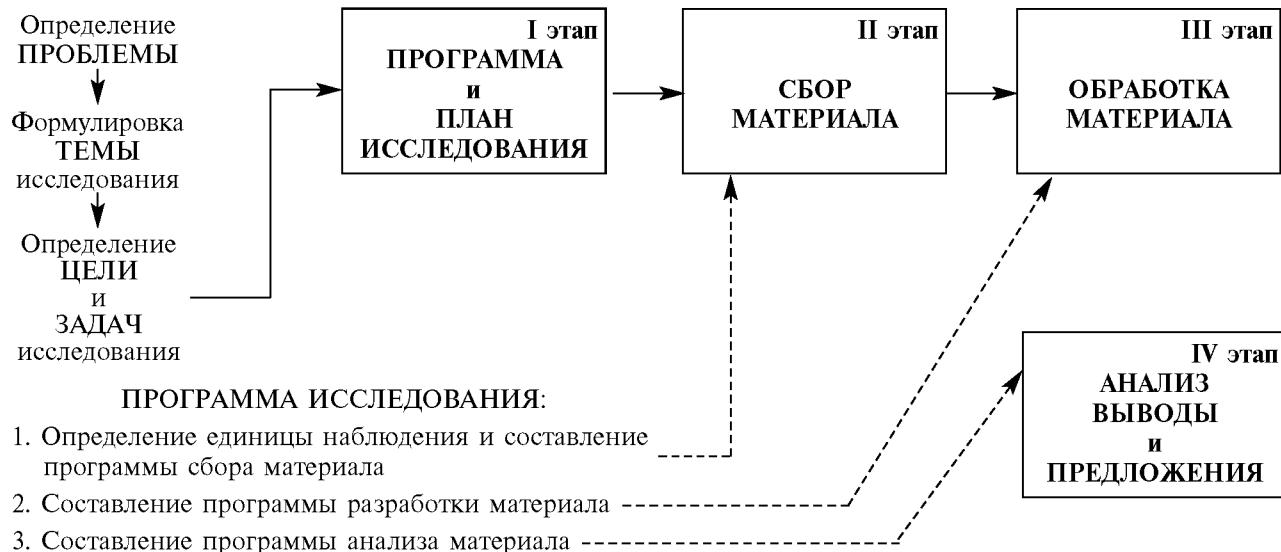 Определение
ПРОБЛЕМЫ
Формулировка
ТЕМЫ
исследования
Определение
ЦЕЛИ
и
ЗАДАЧ
исследования
I этап
ПРОГРАММА
и
ПЛАН
ИССЛЕДОВАНИЯ
II этап
СБОР
МАТЕРИАЛА
III этап
ОБРАБОТКА
МАТЕРИАЛА
IV этап
АНАЛИЗ
ВЫВОДЫ
и
ПРЕДЛОЖЕНИЯ
ПРОГРАММА ИССЛЕДОВАНИЯ:
1. Определение единицы наблюдения и составление
программы сбора материала
2. Составление программы разработки материала
3. Составление программы анализа материала